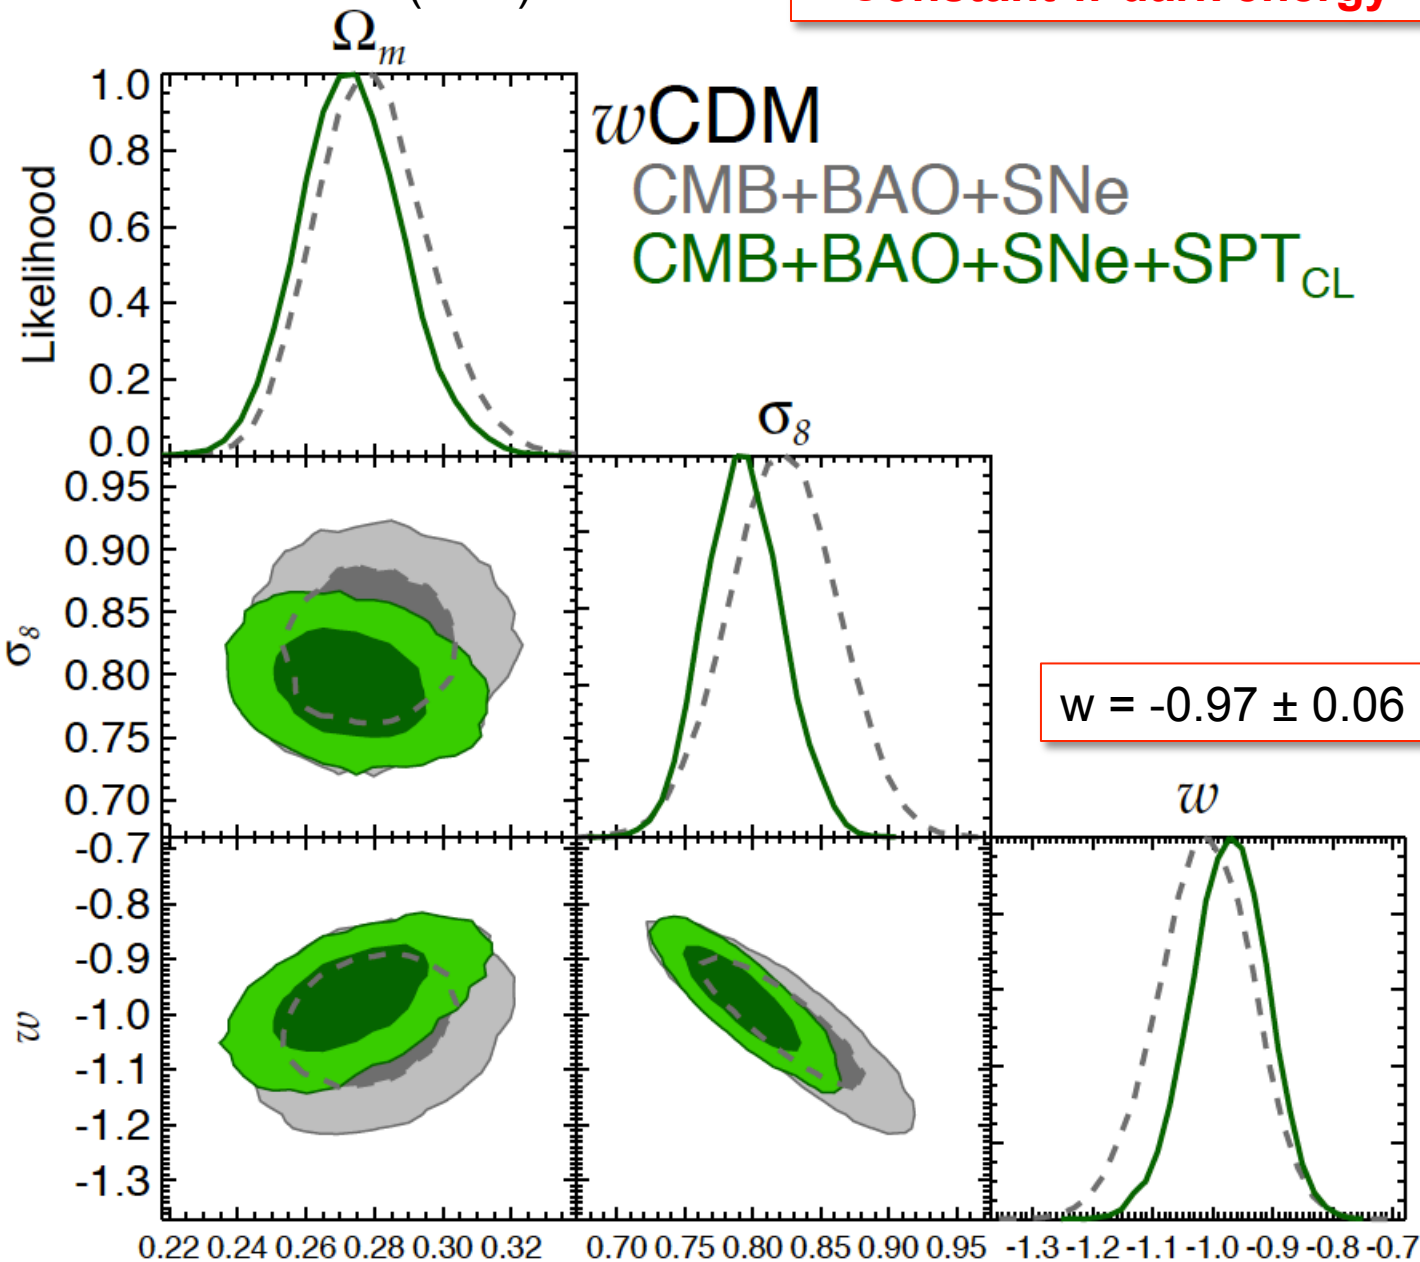 constant w dark energy
Ωm
wCDM
CMB+BAO+SNe
CMB+BAO+SNe+SPTCL
Likelihood
1.0
0.8
0.6
0.4
0.2
0.0
σ8
σ8
0.95
0.90
0.85
0.80
0.75
0.70
w = -0.97 ± 0.06
w
w
-0.7
-0.8
-0.9
-1.0
-1.1
-1.2
-1.3
0.22 0.24 0.26 0.28 0.30 0.32 0.70 0.75 0.80 0.85 0.90 0.95 -1.3 -1.2 -1.1 -1.0 -0.9 -0.8 -0.7